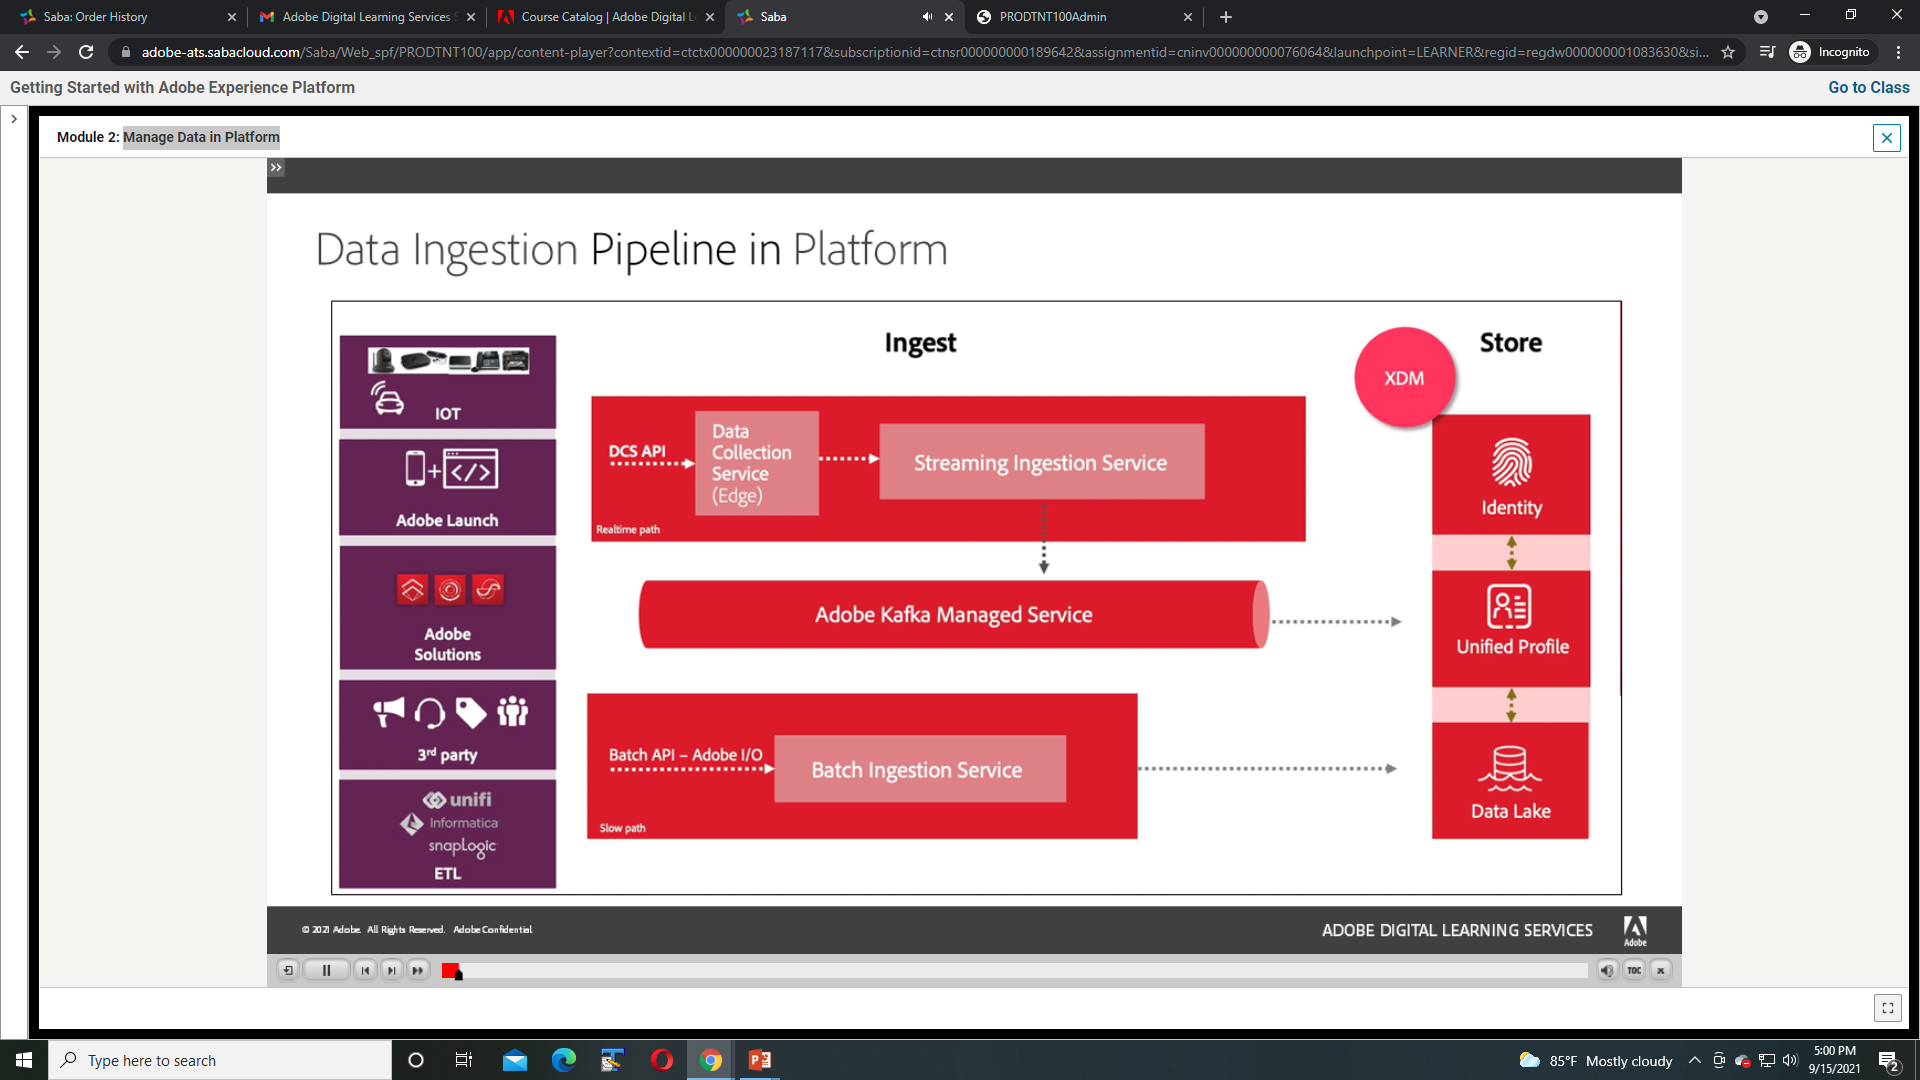 Saba: Order History
Adobe Digital Learning Services S
Course Catalog | Adobe Digital L
Saba
PRODTNT100Admin
adobe-ats.sabacloud.com/Saba/Web_spf/PRODTNT100/app/content-player?contextid=ctctx000000023187117&subscriptionid=ctnsr000000000189642&assignmentid=cninv000000000076064&launchpoint=LEARNER&regid=regdw000000001083630&si...
Incognito
Getting Started with Adobe Experience Platform
Go to Class
Module 2: Manage Data in Platform
Data Ingestion Pipeline in Platform
Ingest
Store
XDM
IOT
Adobe Launch
Adobe
Solutions
3rd party
unifi
Informatica
snapLogic
ETL
DCS API
Data
Collection
Service
(Edge)
Streaming Ingestion Service
Realtime path
Adobe Kafka Managed Service
Batch API – Adobe I/O
Batch Ingestion Service
Slow path
Identity
Unified Profile
Data Lake
© 2021 Adobe. All Rights Reserved. Adobe Confidential
ADOBE DIGITAL LEARNING SERVICES
Adobe
TOC
Type here to search
85°F Mostly cloudy
5:00 PM
9/15/2021
2